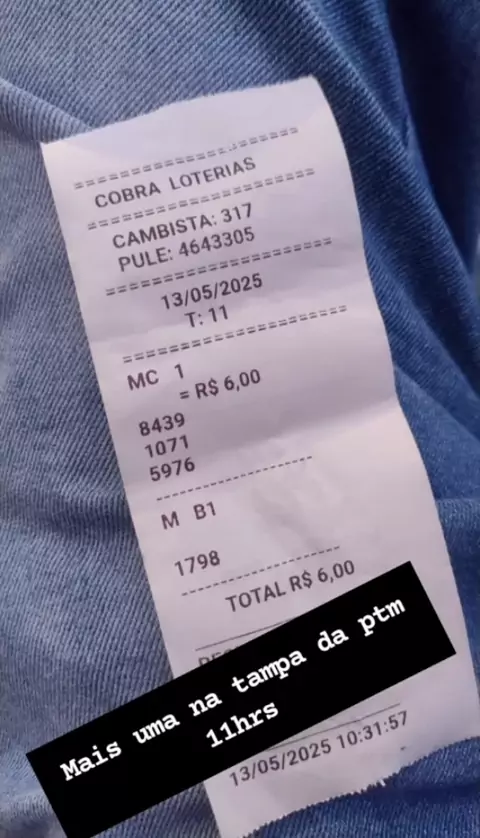 ================================
COBRA LOTERIAS
================================
CAMBISTA: 317
PULE: 4643305
================================
13/05/2025
T: 11
================================
MC 1
= R$ 6,00
8439
1071
5976
--------------------
M B1
1798
--------------------
TOTAL R$ 6,00
Mais uma na tampa da ptm
11hrs
13/05/2025 10:31:57